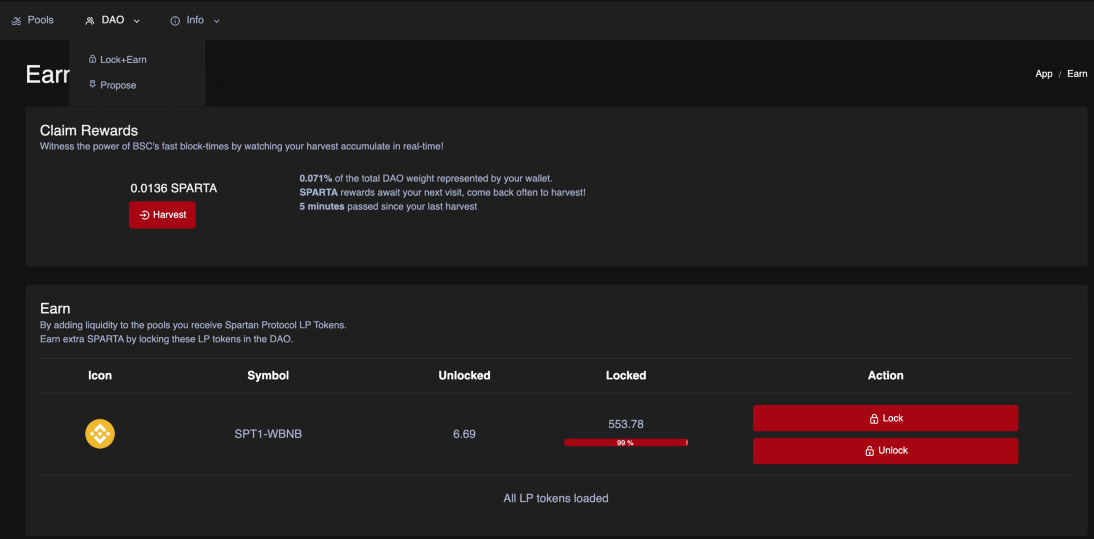 Pools DAO Info
Lock+Earn
Propose
Earn
App / Earn
Claim Rewards
Witness the power of BSC's fast block-times by watching your harvest accumulate in real-time!
0.0136 SPARTA
Harvest
0.071% of the total DAO weight represented by your wallet.
SPARTA rewards await your next visit, come back often to harvest!
5 minutes passed since your last harvest
Earn
By adding liquidity to the pools you receive Spartan Protocol LP Tokens.
Earn extra SPARTA by locking these LP tokens in the DAO.
Icon Symbol Unlocked Locked Action
SPT1-WBNB 6.69 553.78
99 %
Lock
Unlock
All LP tokens loaded